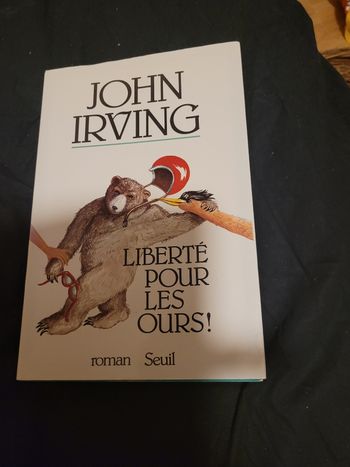 JOHN
IRVING
LIBERTÉ
POUR
LES
OURS!
roman Seuil